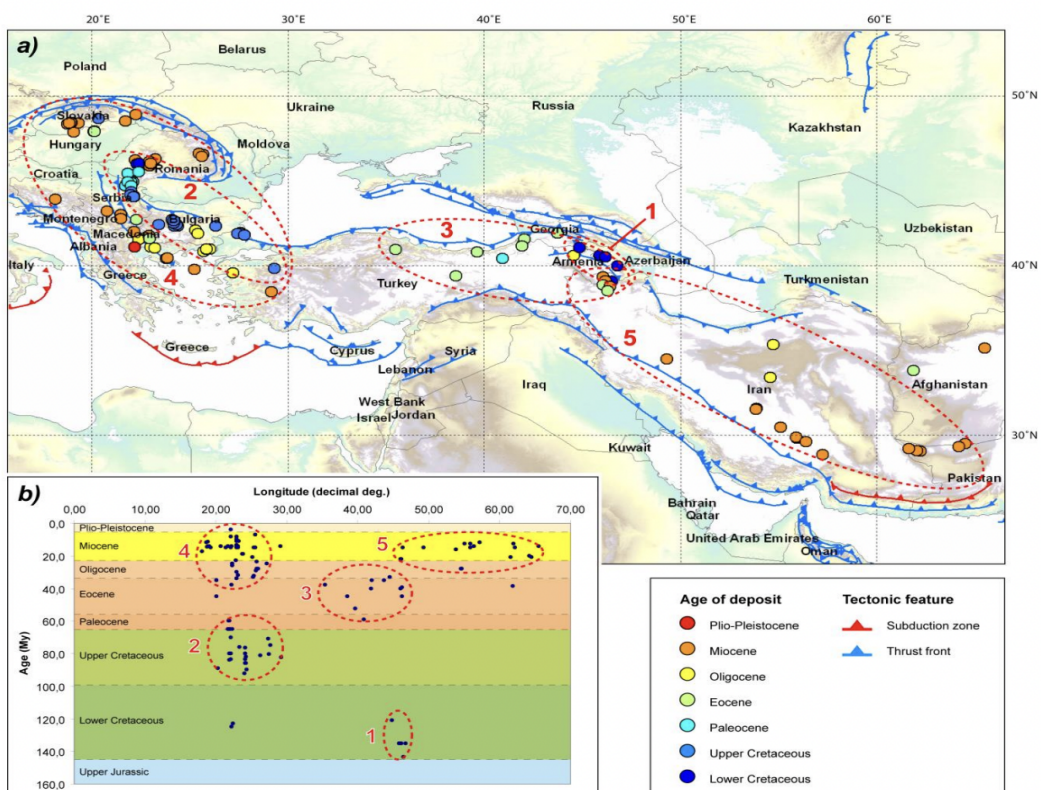 20°E 30°E 40°E 50°E 60°E
a)
Belarus
Poland
50°N
Ukraine
Slovakia
Russia
Kazakhstan
Hungary
Moldova
Croatia
Romania
2
Serbia
1
Montenegro
Bulgaria
3
Georgia
Uzbekistan
Macedonia
Albania
Armenia
Azerbaijan
40°N
Italy
4
Greece
Turkey
Turkmenistan
5
Greece
Cyprus
Syria
Lebanon
Iraq
Iran
Afghanistan
West Bank
Israel Jordan
30°N
Kuwait
Pakistan
Bahrain
Qatar
United Arab Emirates
Oman
b)
Longitude (decimal deg.)
0,00 10,00 20,00 30,00 40,00 50,00 60,00 70,00
0,0
Plio-Pleistocene
Miocene
4
5
20,0
Oligocene
40,0
Eocene
3
60,0
Paleocene
2
Upper Cretaceous
80,0
Age (My)
100,0
120,0
Lower Cretaceous
1
140,0
Upper Jurassic
160,0
Age of deposit
Plio-Pleistocene
Miocene
Oligocene
Eocene
Paleocene
Upper Cretaceous
Lower Cretaceous
Tectonic feature
Subduction zone
Thrust front